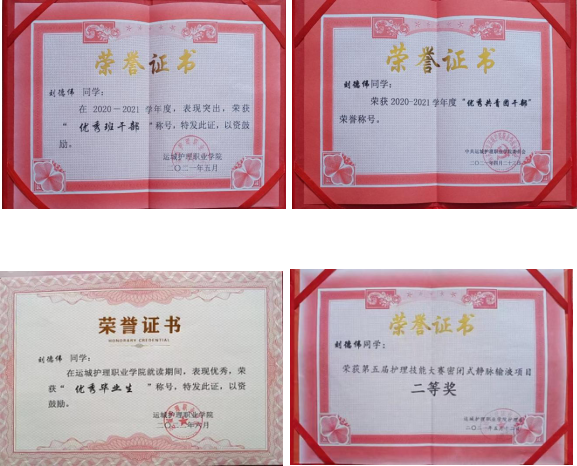 荣誉证书
刘德伟 同学:
在 2020-2021 学年度,表现突出,荣获
“ 优秀班干部 ”称号,特发此证,以资
鼓励。
运城护理职业学院
二〇二一年五月
荣誉证书
刘德伟同学:
荣获 2020-2021 学年度“优秀共青团干部”
荣誉称号。
荣誉证书
HONORARY CREDENTIAL
刘德伟 同学:
在运城护理职业学院就读期间,表现优秀,荣
获“ 优秀毕业生 ”称号,特发此证,以资
鼓励。
运城护理职业学院
荣誉证书
刘德伟同学:
荣获第五届护理技能大赛密闭式静脉输液项目
二等奖